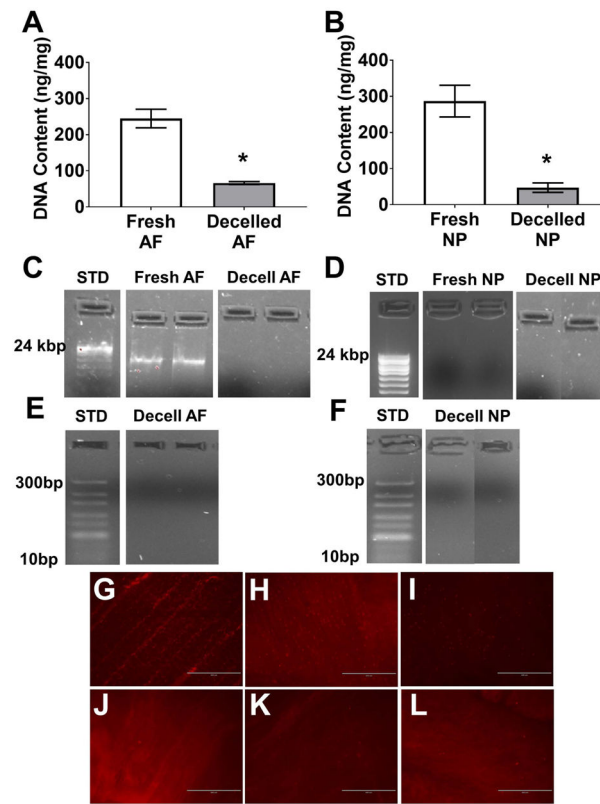 A
B
DNA Content (ng/mg)
400
300
200
100
0
*
Fresh AF
Decelled AF
DNA Content (ng/mg)
400
300
200
100
0
*
Fresh NP
Decelled NP
C
STD Fresh AF Decell AF
24 kbp
D
STD Fresh NP Decell NP
24 kbp
E
STD Decell AF
300bp
10bp
F
STD Decell NP
300bp
10bp
G H I
J K L